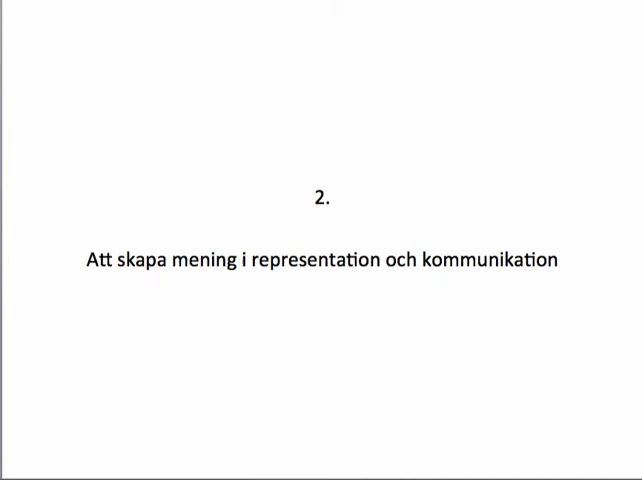 2.
Att skapa mening i representation och kommunikation